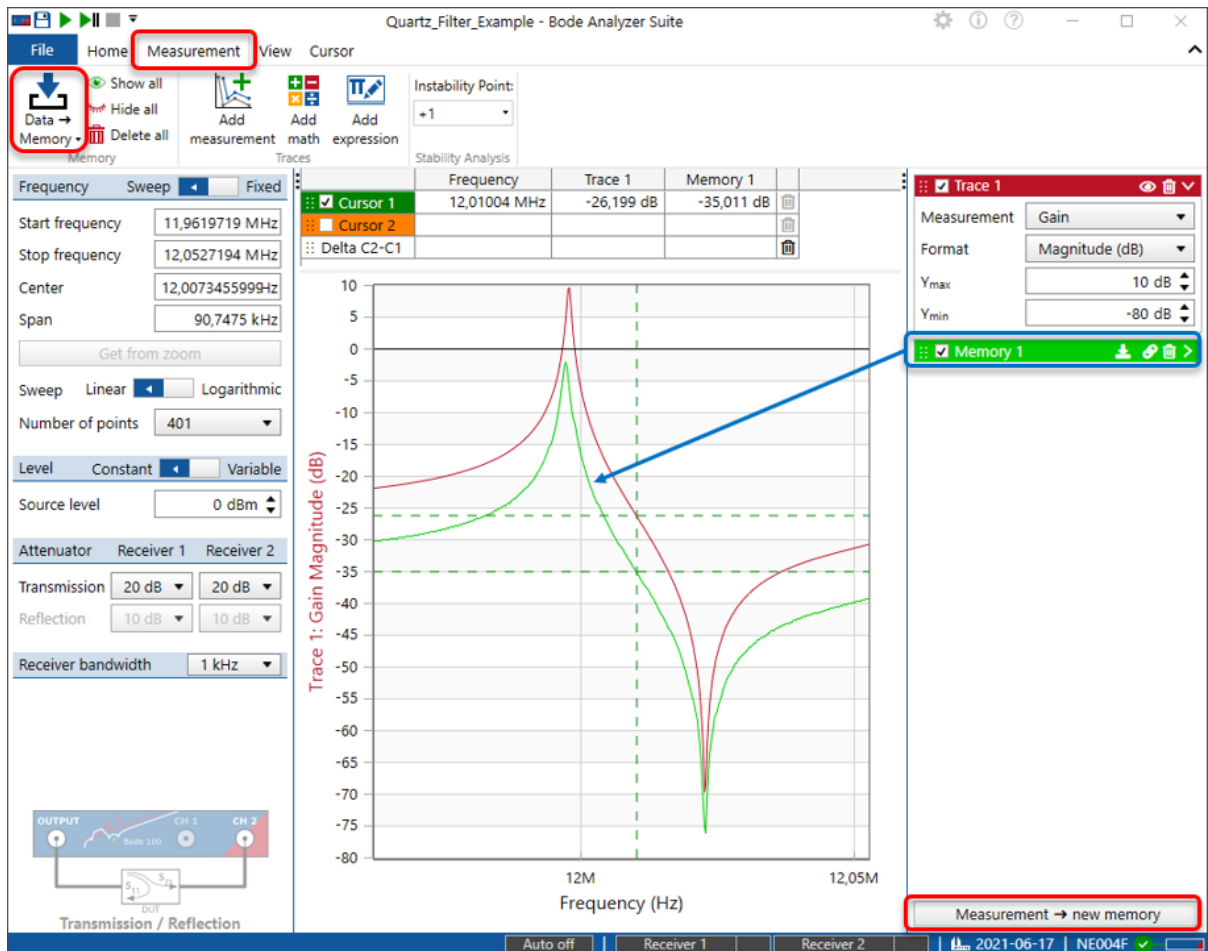 Quartz_Filter_Example - Bode Analyzer Suite
File Home Measurement View Cursor
Data → Memory
Show all
Hide all
Delete all
Memory
Add measurement
Add math
Add expression
Traces
Instability Point:
+1
Stability Analysis
Frequency Sweep Fixed
Start frequency 11,9619719 MHz
Stop frequency 12,0527194 MHz
Center 12,0073455999Hz
Span 90,7475 kHz
Get from zoom
Sweep Linear Logarithmic
Number of points 401
Level Constant Variable
Source level 0 dBm
Attenuator Receiver 1 Receiver 2
Transmission 20 dB 20 dB
Reflection 10 dB 10 dB
Receiver bandwidth 1 kHz
OUTPUT CH 1 CH 2
Bode 100
S11 S21
DUT
Transmission / Reflection
Frequency Trace 1 Memory 1
Cursor 1 12,01004 MHz -26,199 dB -35,011 dB
Cursor 2
Delta C2-C1
Trace 1: Gain Magnitude (dB)
10
5
0
-5
-10
-15
-20
-25
-30
-35
-40
-45
-50
-55
-60
-65
-70
-75
-80
12M 12,05M
Frequency (Hz)
Trace 1
Measurement Gain
Format Magnitude (dB)
Ymax 10 dB
Ymin -80 dB
Memory 1
Measurement → new memory
Auto off Receiver 1 Receiver 2 2021-06-17 NE004F